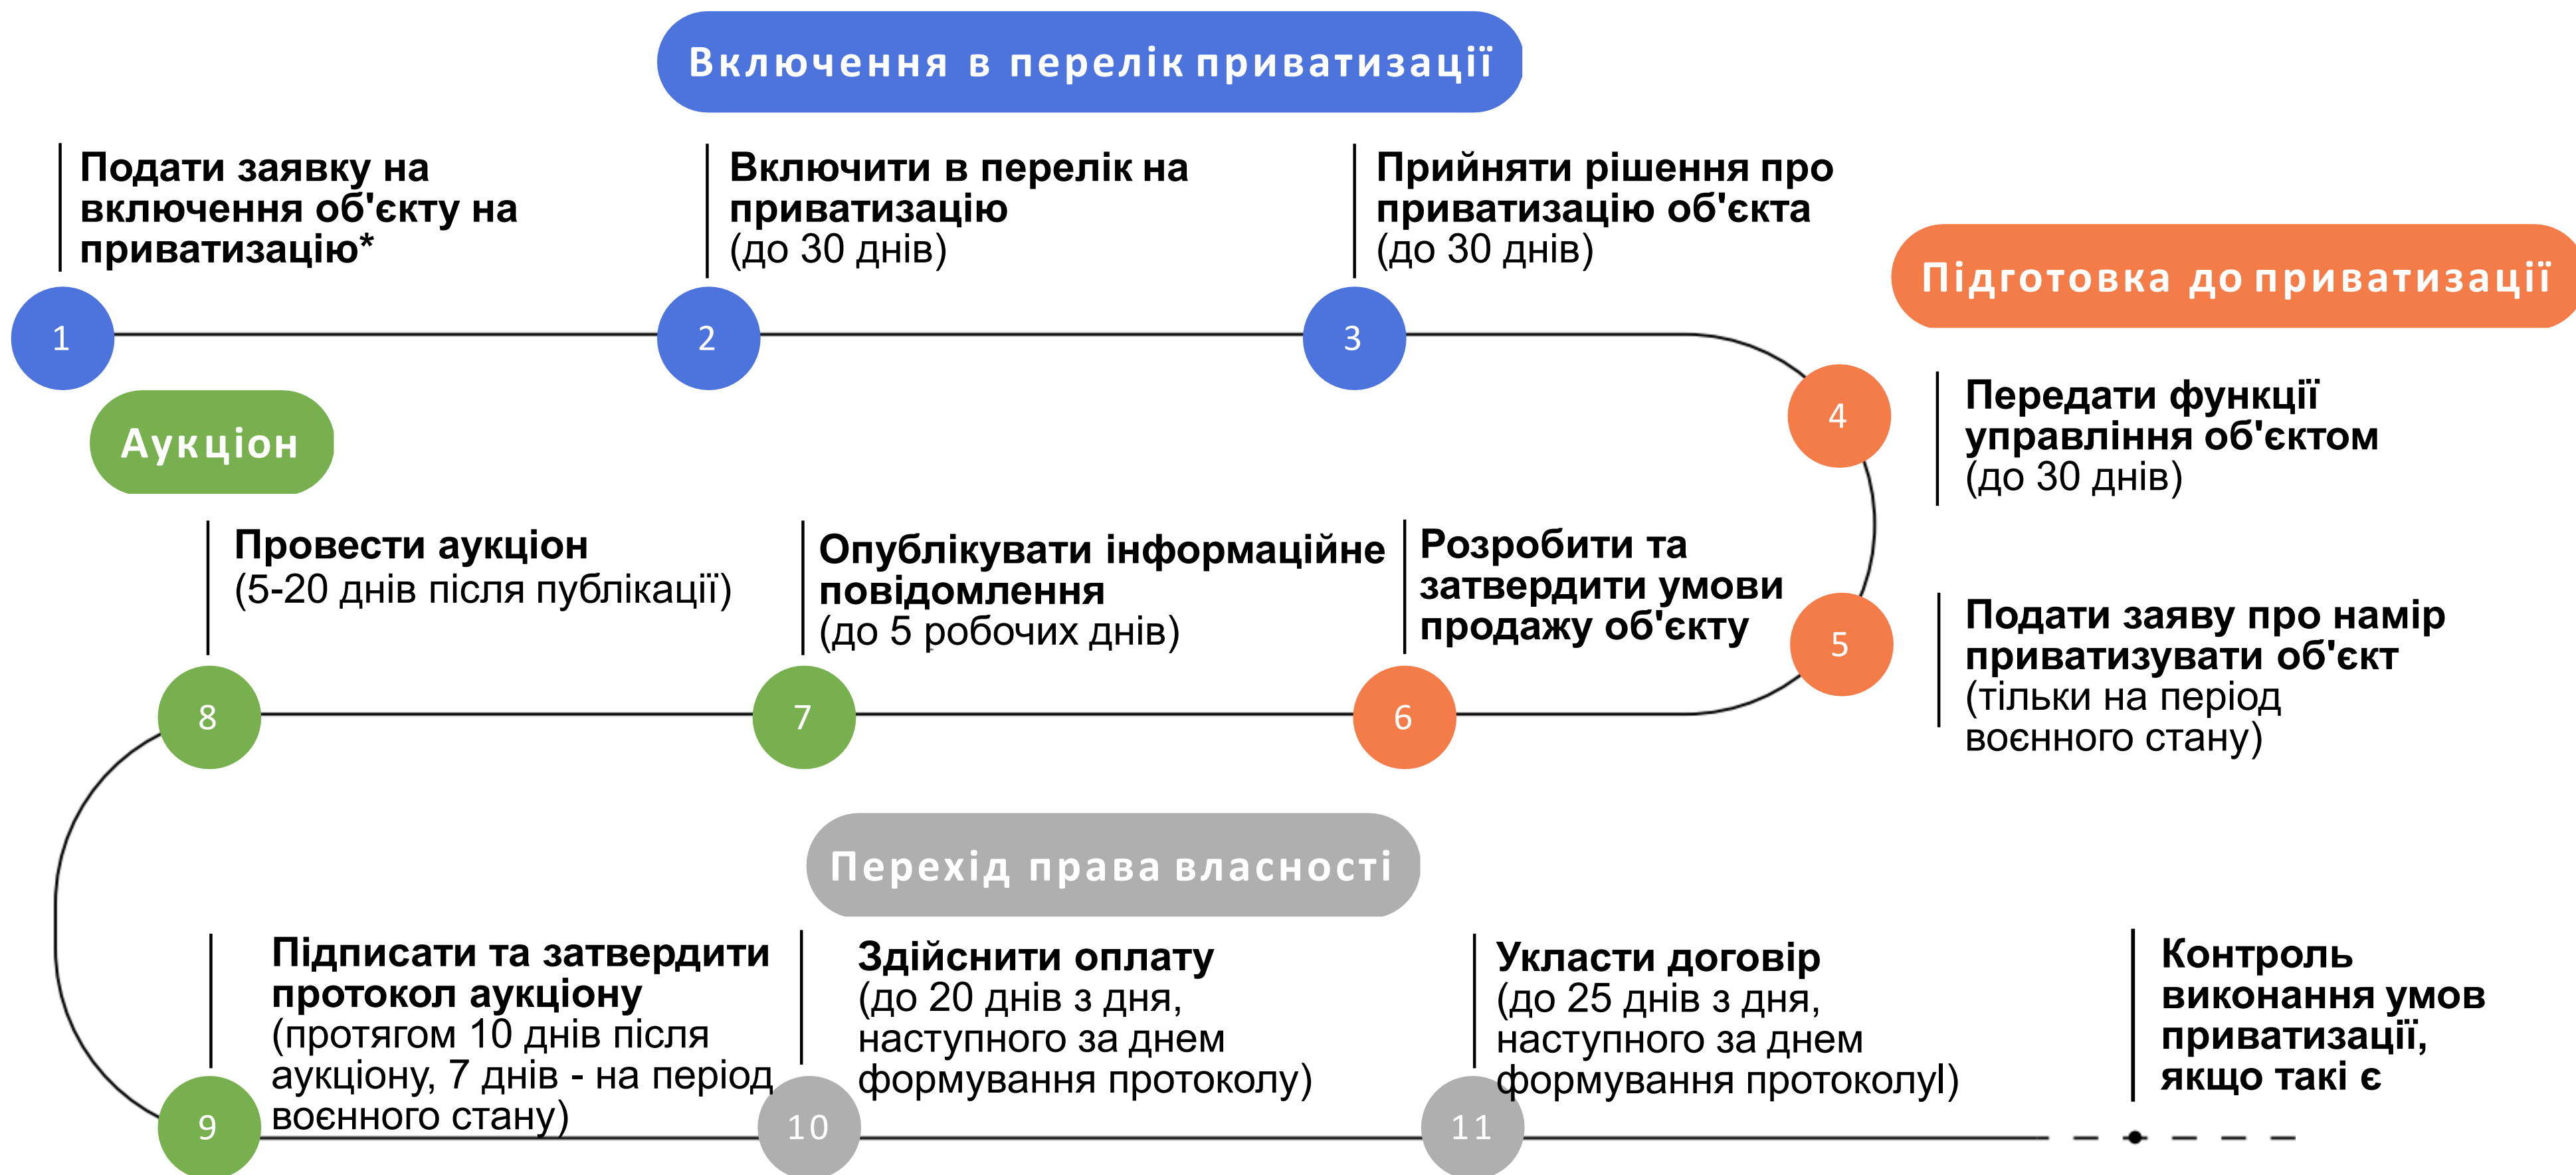 Включення в перелік приватизації
Подати заявку на
включення об'єкту на
приватизацію*
Включити в перелік на
приватизацію
(до 30 днів)
Прийняти рішення про
приватизацію об'єкта
(до 30 днів)
1
2
3
Підготовка до приватизації
4
Передати функції
управління об'єктом
(до 30 днів)
5
Подати заяву про намір
приватизувати об'єкт
(тільки на період
воєнного стану)
Розробити та
затвердити умови
продажу об'єкту
6
Аукціон
Опублікувати інформаційне
повідомлення
(до 5 робочих днів)
7
Провести аукціон
(5-20 днів після публікації)
8
Підписати та затвердити
протокол аукціону
(протягом 10 днів після
аукціону, 7 днів - на період
воєнного стану)
9
Перехід права власності
Здійснити оплату
(до 20 днів з дня,
наступного за днем
формування протоколу)
10
Укласти договір
(до 25 днів з дня,
наступного за днем
формування протоколуl)
11
Контроль
виконання умов
приватизації,
якщо такі є